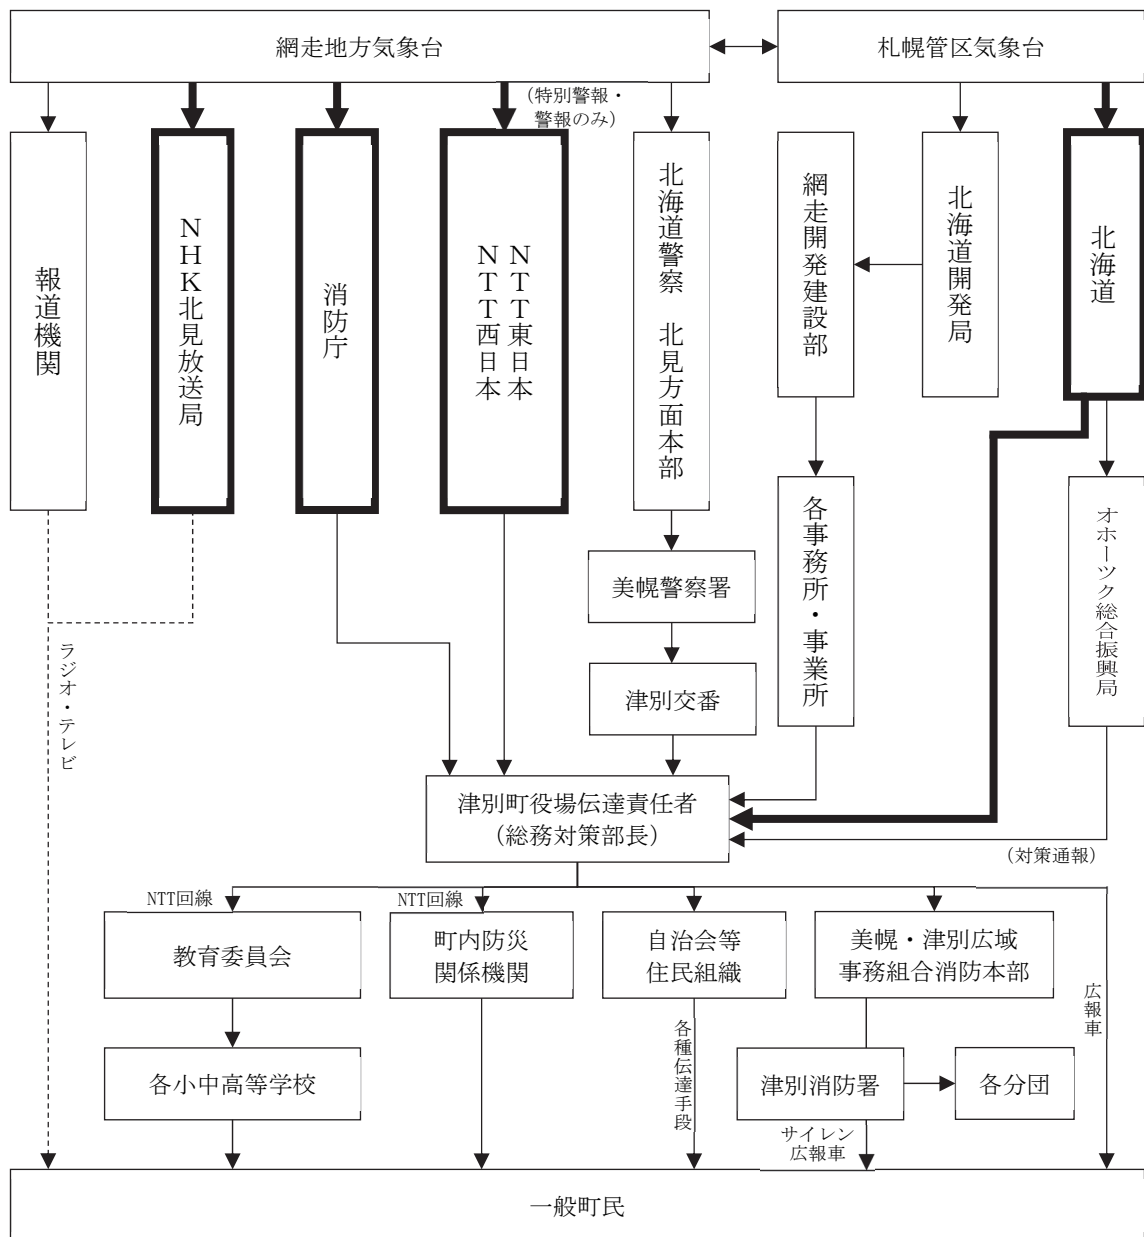 網走地方気象台
札幌管区気象台
(特別警報・
警報のみ)
報道機関
NHK北見放送局
消防庁
NTT東日本
NTT西日本
北海道警察 北見方面本部
網走開発建設部
北海道開発局
北海道
美幌警察署
各事務所・事業所
オホーツク総合振興局
津別交番
ラジオ・テレビ
津別町役場伝達責任者
(総務対策部長)
(対策通報)
NTT回線
NTT回線
教育委員会
町内防災
関係機関
自治会等
住民組織
美幌・津別広域
事務組合消防本部
広報車
各種伝達手段
各小中高等学校
津別消防署
各分団
サイレン
広報車
一般町民